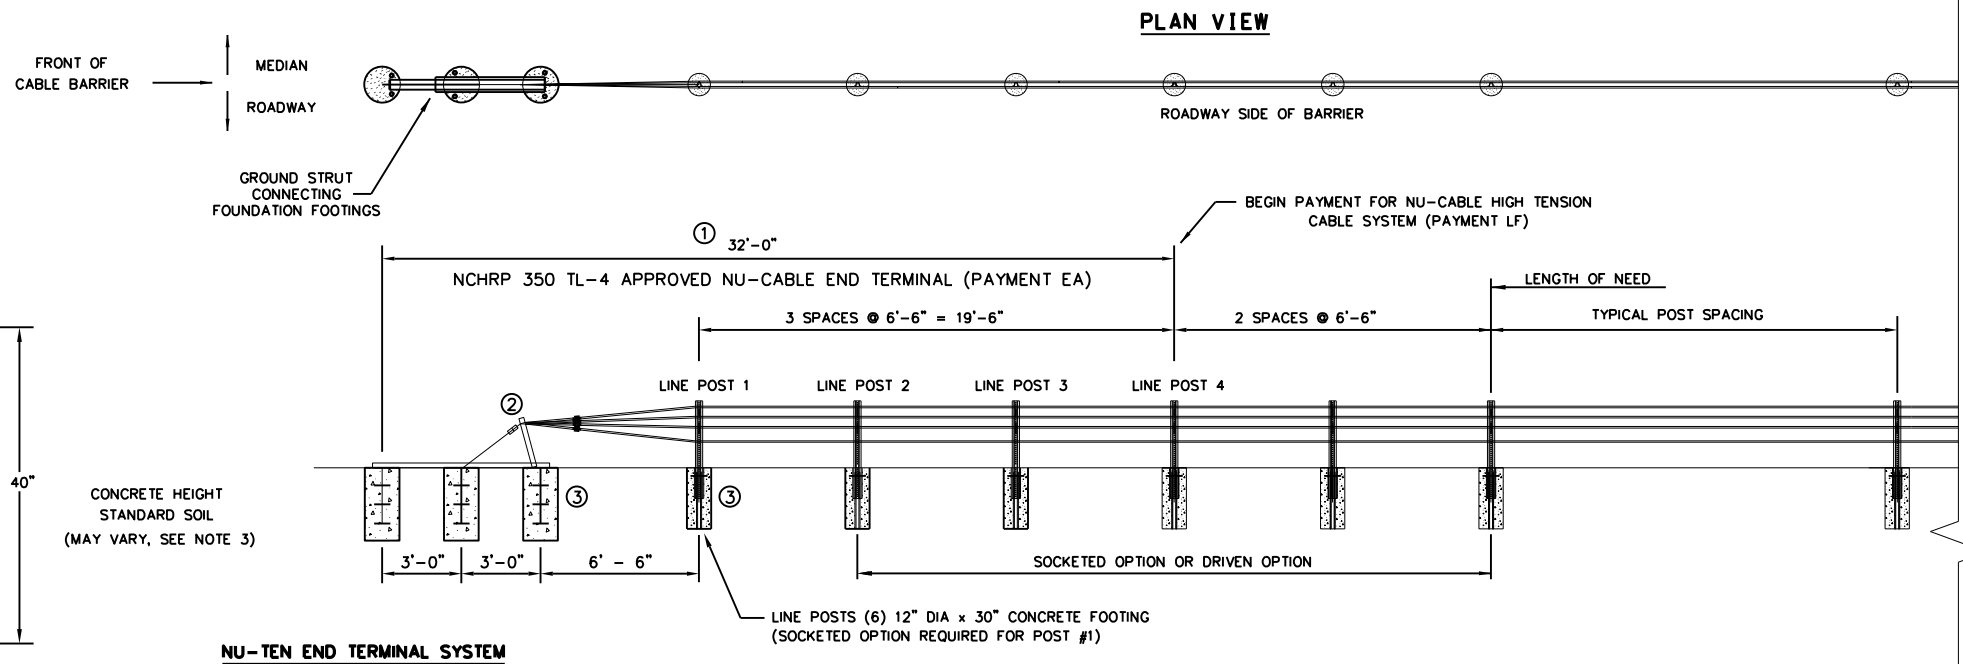 PLAN VIEW
FRONT OF
CABLE BARRIER
MEDIAN
ROADWAY
ROADWAY SIDE OF BARRIER
GROUND STRUT
CONNECTING
FOUNDATION FOOTINGS
BEGIN PAYMENT FOR NU-CABLE HIGH TENSION
CABLE SYSTEM (PAYMENT LF)
① 32'-0"
NCHRP 350 TL-4 APPROVED NU-CABLE END TERMINAL (PAYMENT EA)
LENGTH OF NEED
3 SPACES @ 6'-6" = 19'-6"
2 SPACES @ 6'-6"
TYPICAL POST SPACING
LINE POST 1
LINE POST 2
LINE POST 3
LINE POST 4
②
40"
CONCRETE HEIGHT
STANDARD SOIL
(MAY VARY, SEE NOTE 3)
③
③
3'-0"
3'-0"
6' - 6"
SOCKETED OPTION OR DRIVEN OPTION
LINE POSTS (6) 12" DIA x 30" CONCRETE FOOTING
(SOCKETED OPTION REQUIRED FOR POST #1)
NU-TEN END TERMINAL SYSTEM